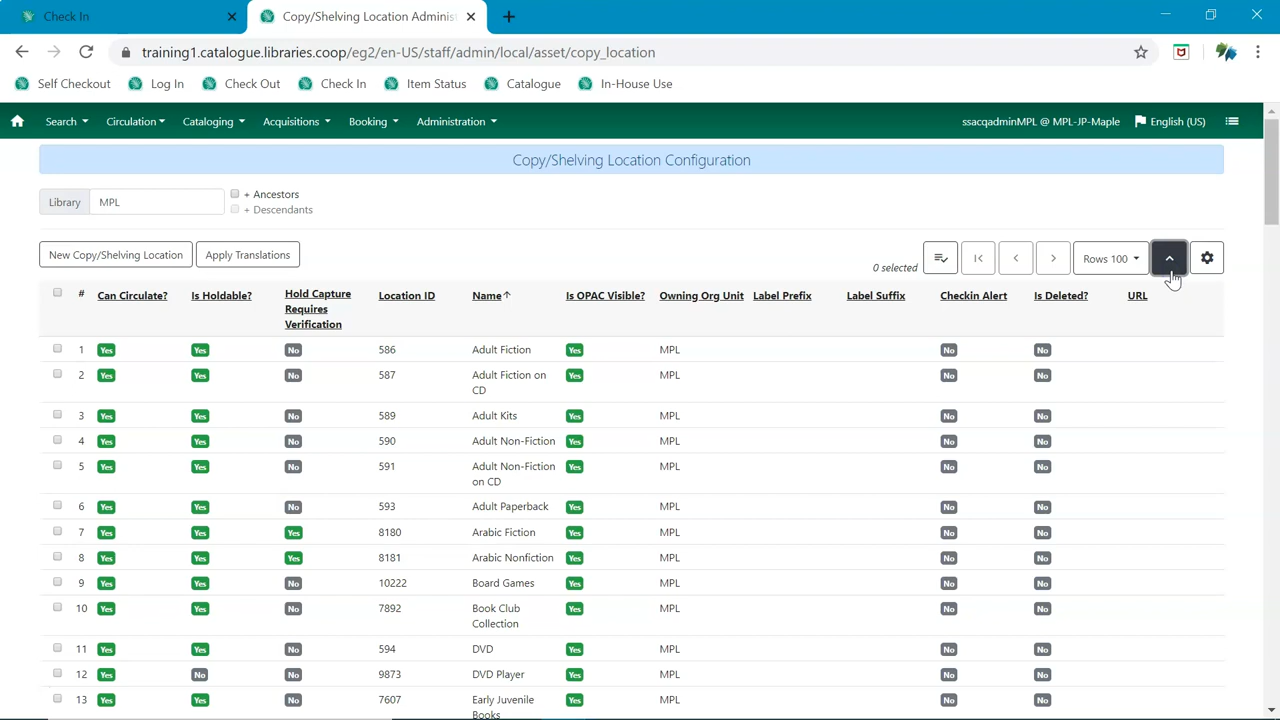 Check In
Copy/Shelving Location Administ
training1.catalogue.libraries.coop/eg2/en-US/staff/admin/local/asset/copy_location
Self Checkout Log In Check Out Check In Item Status Catalogue In-House Use
Search Circulation Cataloging Acquisitions Booking Administration ssacqadminMPL @ MPL-JP-Maple English (US)
Copy/Shelving Location Configuration
Library MPL + Ancestors
+ Descendants
New Copy/Shelving Location Apply Translations 0 selected Rows 100
# Can Circulate? Is Holdable? Hold Capture Requires Verification Location ID Name Is OPAC Visible? Owning Org Unit Label Prefix Label Suffix Checkin Alert Is Deleted? URL
1 Yes Yes No 586 Adult Fiction Yes MPL No No
2 Yes Yes No 587 Adult Fiction on CD Yes MPL No No
3 Yes Yes No 589 Adult Kits Yes MPL No No
4 Yes Yes No 590 Adult Non-Fiction Yes MPL No No
5 Yes Yes No 591 Adult Non-Fiction on CD Yes MPL No No
6 Yes Yes No 593 Adult Paperback Yes MPL No No
7 Yes Yes Yes 8180 Arabic Fiction Yes MPL No No
8 Yes Yes Yes 8181 Arabic Nonfiction Yes MPL No No
9 Yes Yes No 10222 Board Games Yes MPL No No
10 Yes Yes No 7892 Book Club Collection Yes MPL No No
11 Yes Yes No 594 DVD Yes MPL No No
12 Yes No No 9873 DVD Player Yes MPL No No
13 Yes Yes No 7607 Early Juvenile Books Yes MPL No No